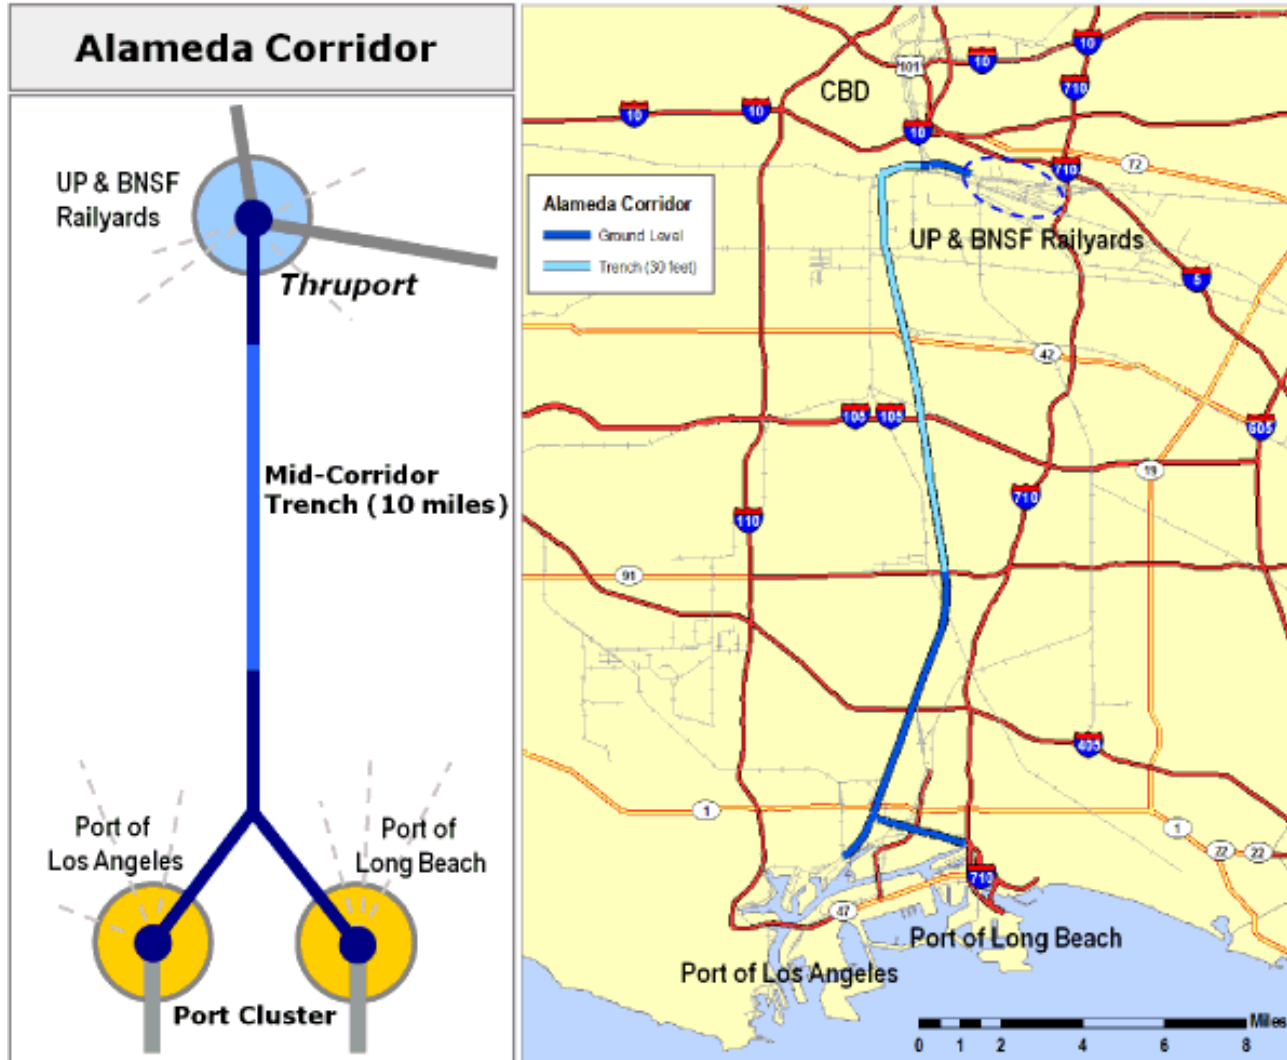 Alameda Corridor
UP & BNSF
Railyards
Thruport
Mid-Corridor
Trench (10 miles)
Port of
Los Angeles
Port of
Long Beach
Port Cluster
10
101
10
710
CBD
10
10
10
72
710
Alameda Corridor
Ground Level
Trench (30 feet)
UP & BNSF Railyards
5
42
105
105
605
19
710
110
91
405
1
1
22
22
710
47
Port of Long Beach
Port of Los Angeles
Miles
0 1 2 4 6 8